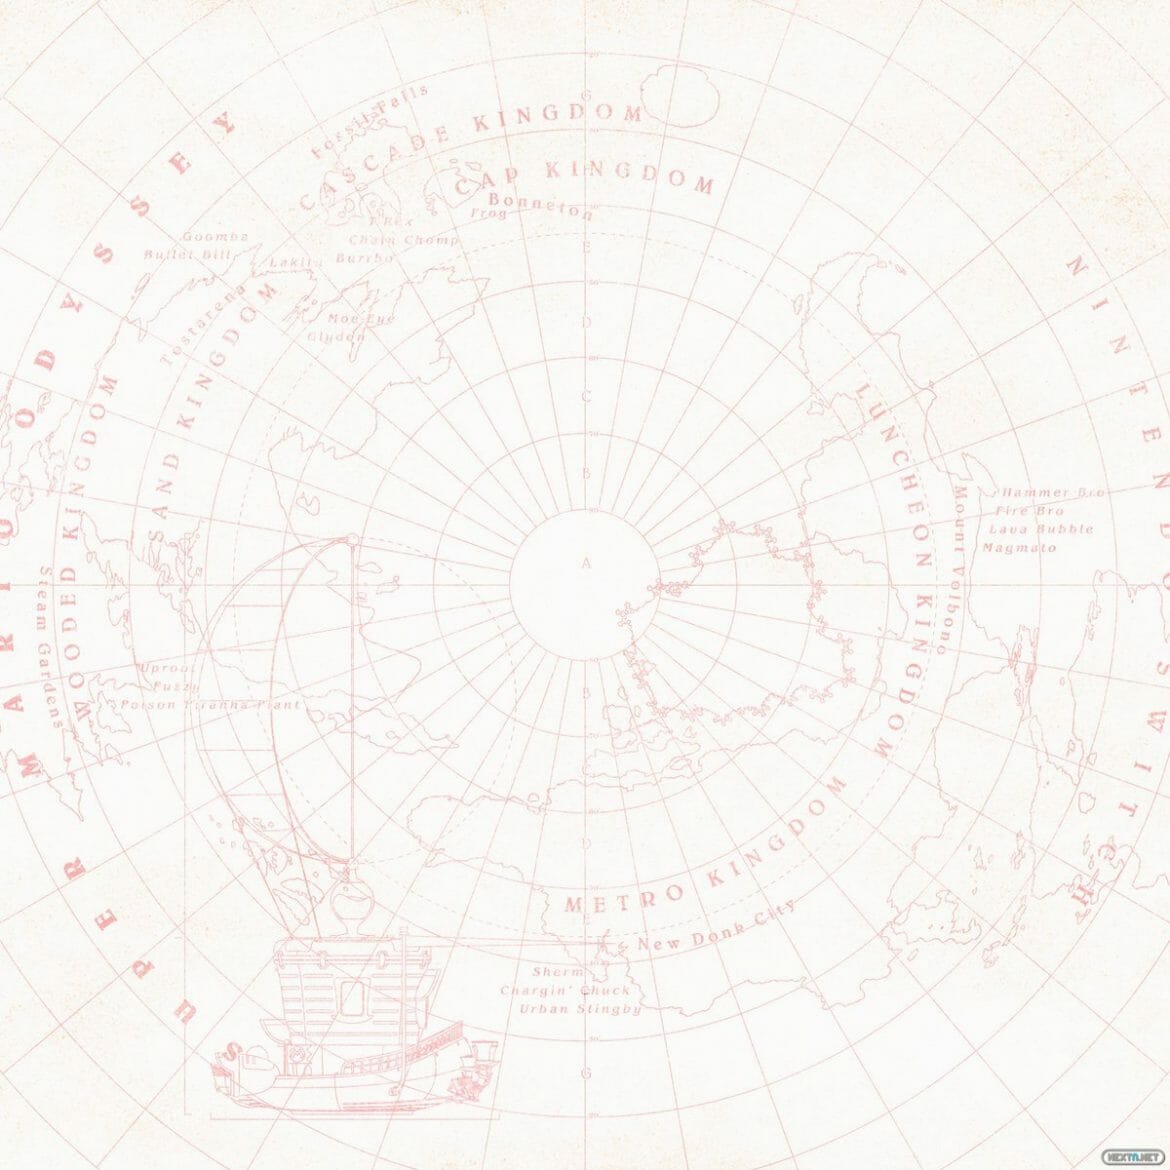 SUPER MARIO ODYSSEY
NINTENDO SWITCH
Fossil Falls
CASCADE KINGDOM
CAP KINGDOM
Bonneton
Frog
T-Rex
Chain Chomp
Burrbo
Goomba
Bullet Bill
Lakitu
Moe-Eye
Glydon
Tostarena
SAND KINGDOM
WOODED KINGDOM
Steam Gardens
Uproot
Fuzzy
Poison Piranha Plant
LUNCHEON KINGDOM
Mount Volbono
Hammer Bro
Fire Bro
Lava Bubble
Magmato
METRO KINGDOM
New Donk City
Sherm
Chargin' Chuck
Urban Stingby
G
E
D
C
B
A
B
C
D
G
NEXTN.NET